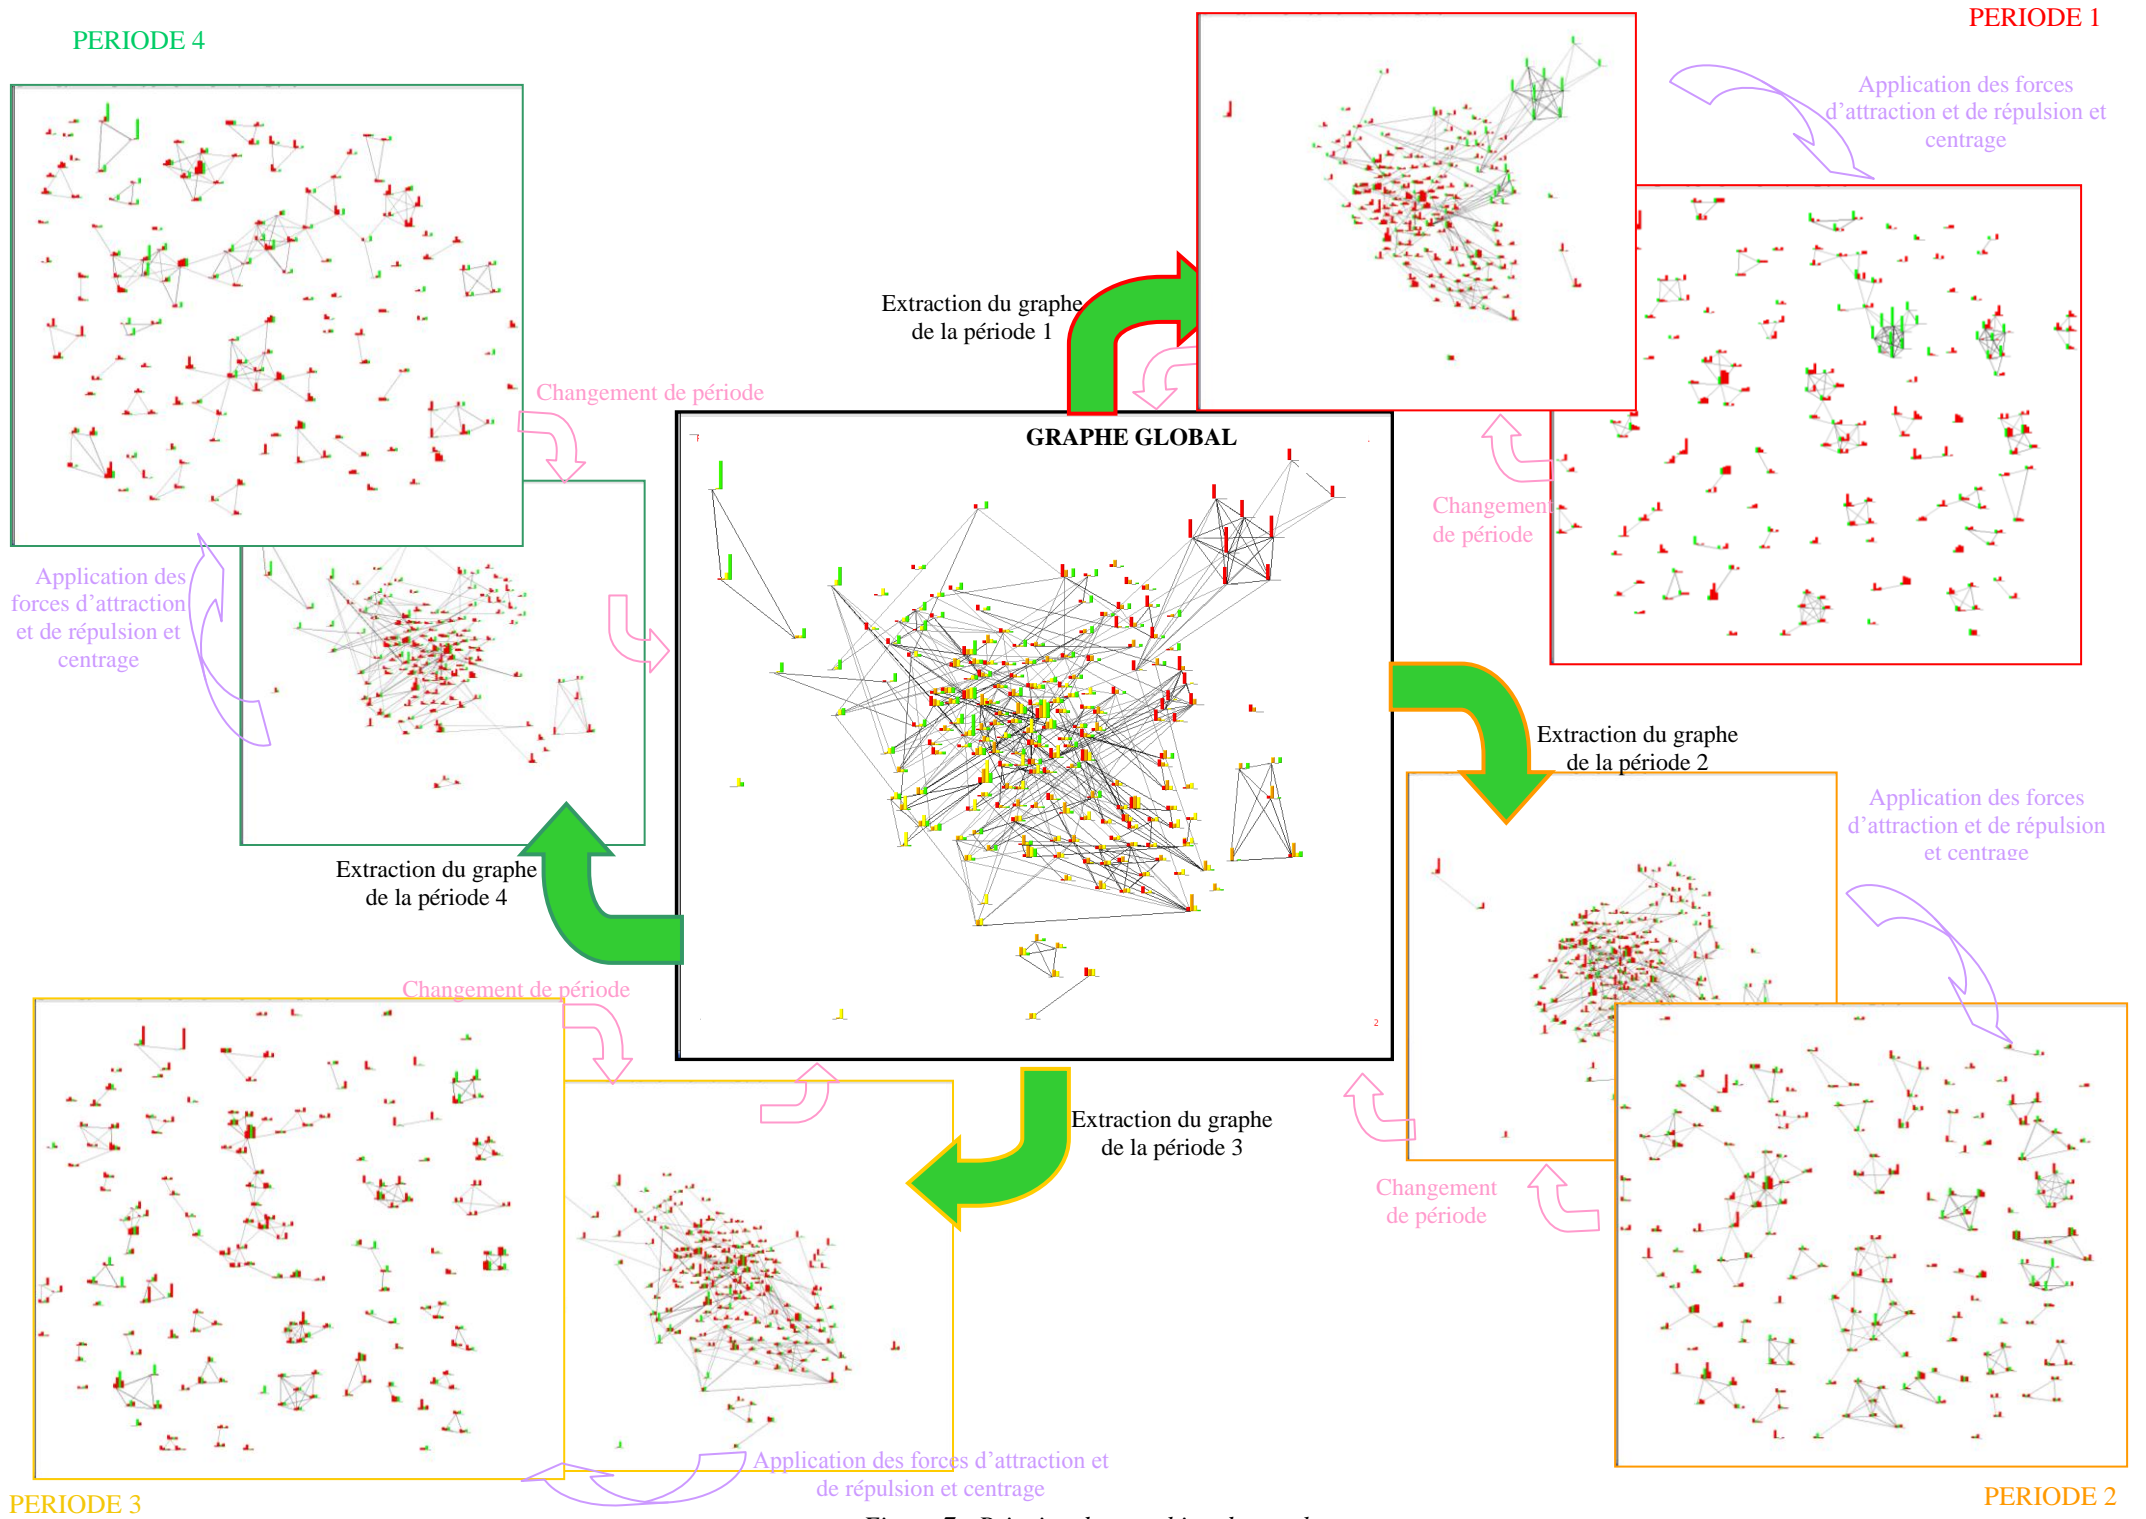 PERIODE 4
PERIODE 1
Application des forces
d’attraction et de répulsion et
centrage
Extraction du graphe
de la période 1
Changement de période
GRAPHE GLOBAL
Changement
de période
Application des
forces d’attraction
et de répulsion et
centrage
Extraction du graphe
de la période 2
Application des forces
d’attraction et de répulsion
et centrage
Extraction du graphe
de la période 4
Changement de période
2
Extraction du graphe
de la période 3
Changement
de période
Application des forces d’attraction et
de répulsion et centrage
PERIODE 3
PERIODE 2